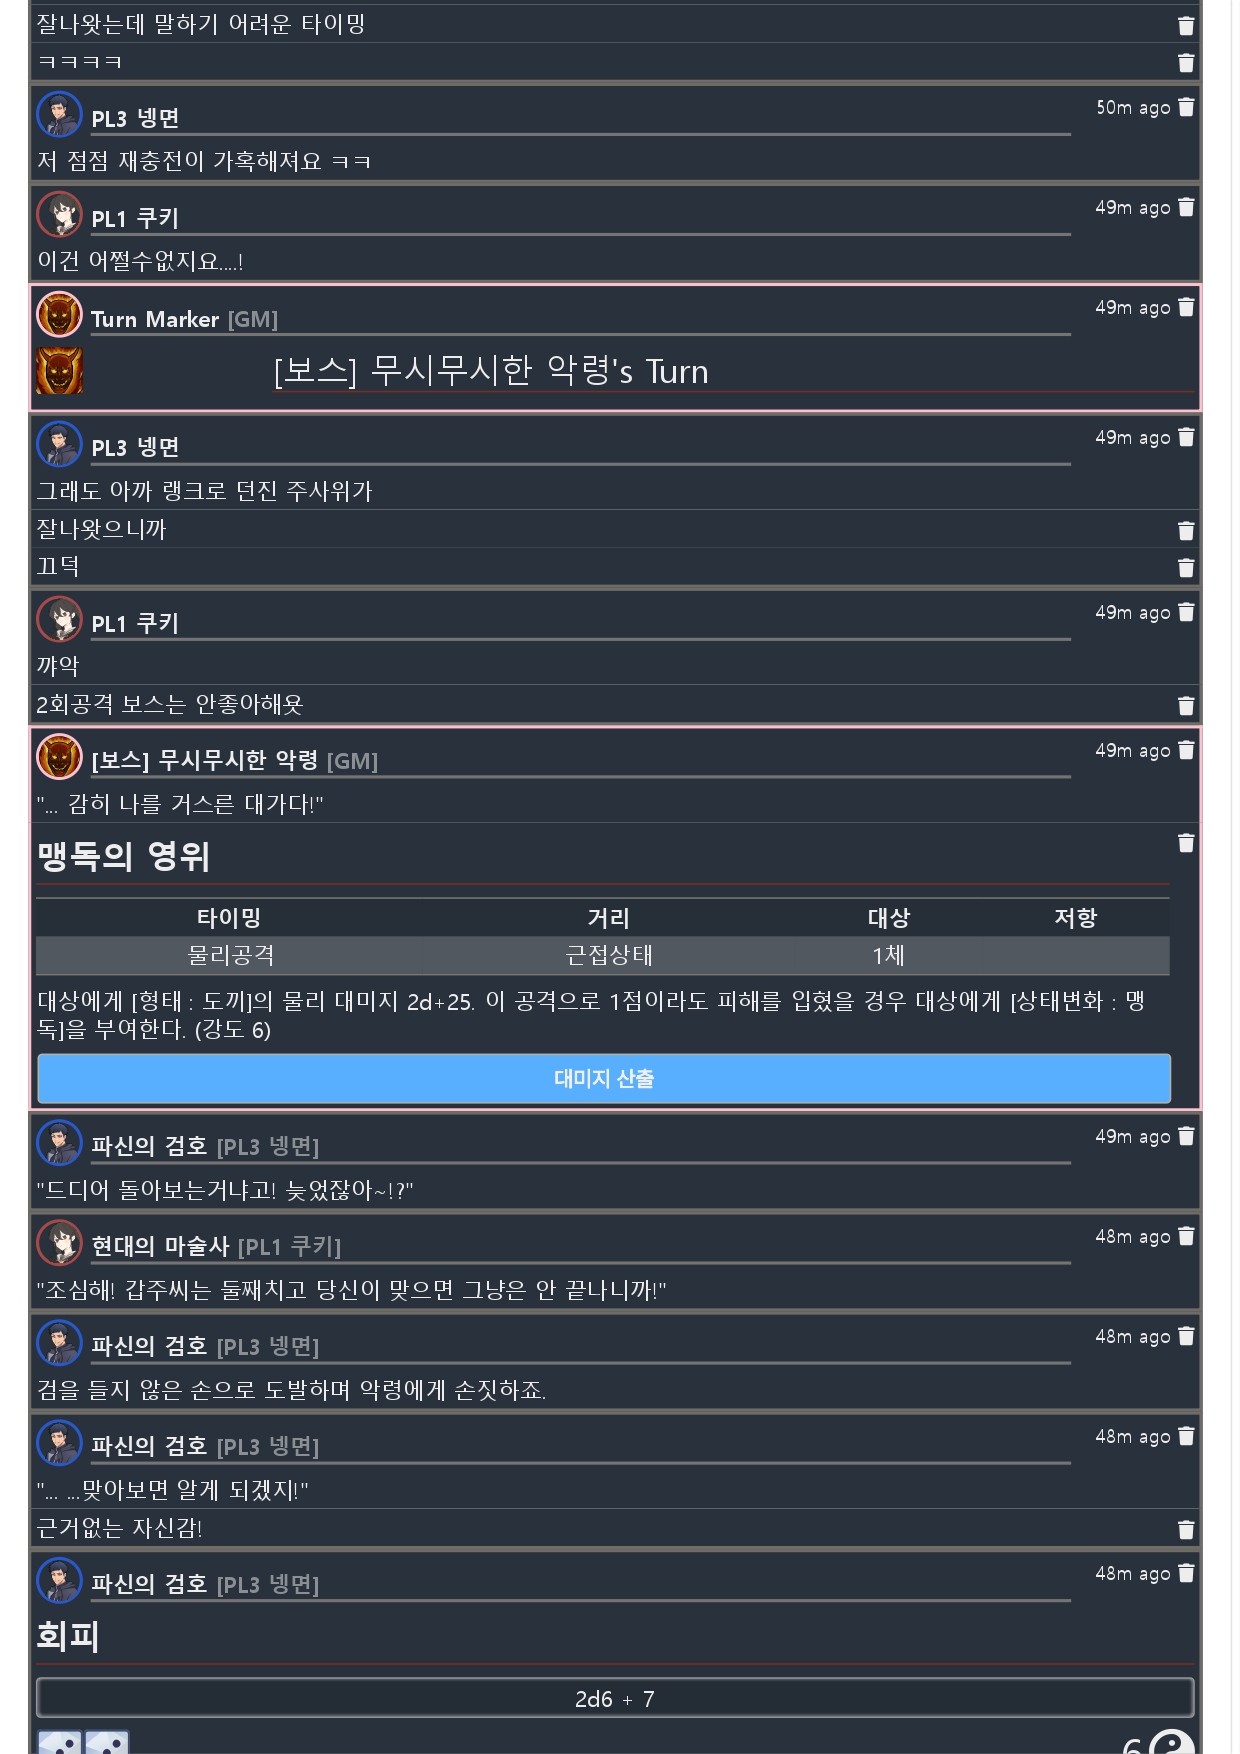 잘나왓는데 말하기 어려운 타이밍
ㅋㅋㅋㅋ
PL3 넹면
50m ago
저 점점 재충전이 가혹해져요 ㅋㅋ
PL1 쿠키
49m ago
이건 어쩔수없지요....!
Turn Marker [GM]
49m ago
[보스] 무시무시한 악령's Turn
PL3 넹면
49m ago
그래도 아까 랭크로 던진 주사위가
잘나왓으니까
끄덕
PL1 쿠키
49m ago
꺄악
2회공격 보스는 안좋아해욧
[보스] 무시무시한 악령 [GM]
49m ago
"... 감히 나를 거스른 대가다!"
맹독의 영위
타이밍 거리 대상 저항
물리공격 근접상태 1체
대상에게 [형태 : 도끼]의 물리 대미지 2d+25. 이 공격으로 1점이라도 피해를 입혔을 경우 대상에게 [상태변화 : 맹
독]을 부여한다. (강도 6)
대미지 산출
파신의 검호 [PL3 넹면]
49m ago
"드디어 돌아보는거냐고! 늦었잖아~!?"
현대의 마술사 [PL1 쿠키]
48m ago
"조심해! 갑주씨는 둘째치고 당신이 맞으면 그냥은 안 끝나니까!"
파신의 검호 [PL3 넹면]
48m ago
검을 들지 않은 손으로 도발하며 악령에게 손짓하죠.
파신의 검호 [PL3 넹면]
48m ago
"... ...맞아보면 알게 되겠지!"
근거없는 자신감!
파신의 검호 [PL3 넹면]
48m ago
회피
2d6 + 7
6